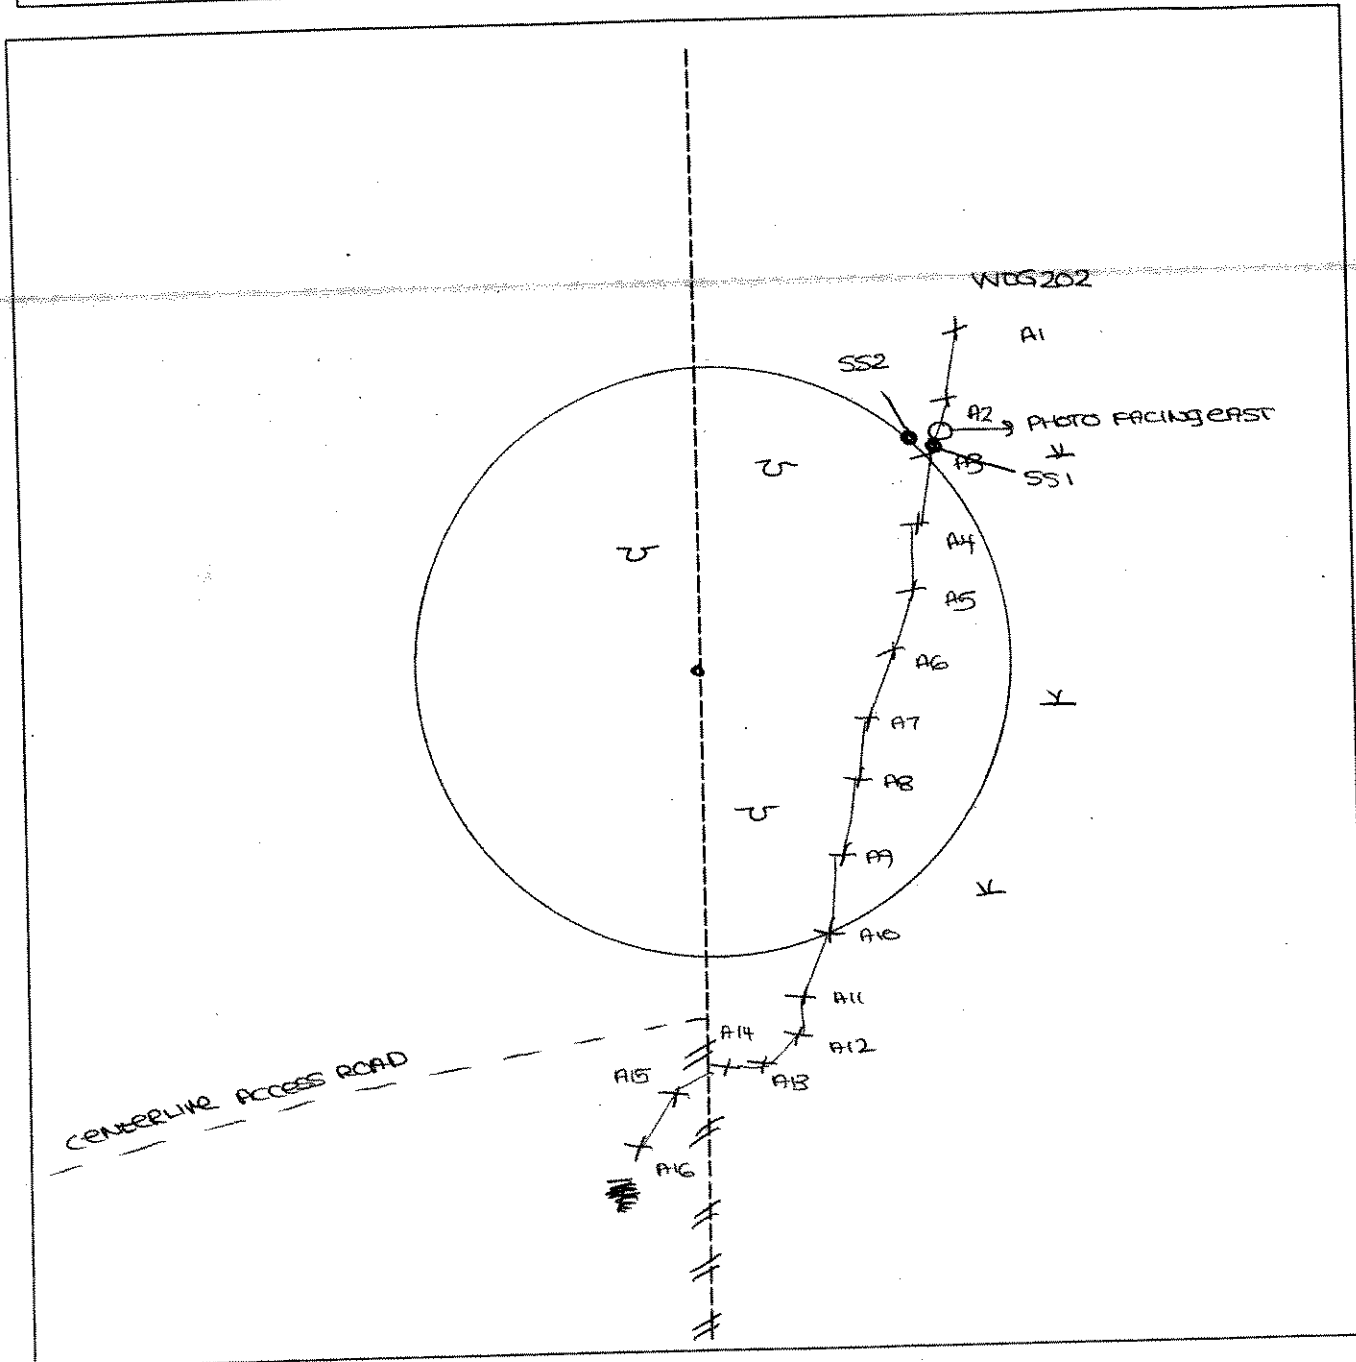 WDG202
A1
SS2
A2
PHOTO FACING EAST
A3
SS1
A4
A5
A6
A7
A8
A9
A10
A11
A14
A12
CENTERLINE ACCESS ROAD
A15
A13
A16